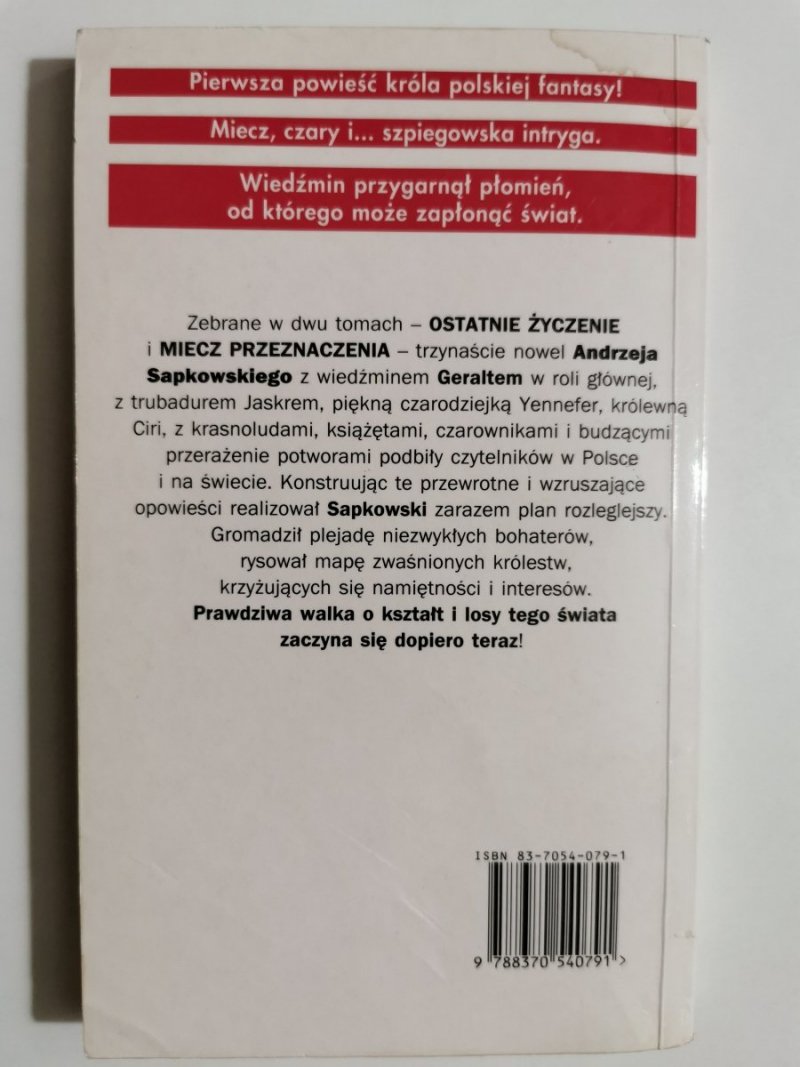 Pierwsza powieść króla polskiej fantasy!
Miecz, czary i... szpiegowska intryga.
Wiedźmin przygarnął płomień,
od którego może zapłonąć świat.
Zebrane w dwu tomach – OSTATNIE ŻYCZENIE
i MIECZ PRZEZNACZENIA – trzynaście nowel Andrzeja
Sapkowskiego z wiedźminem Geraltem w roli głównej,
z trubadurem Jaskrem, piękną czarodziejką Yennefer, królewną
Ciri, z krasnoludami, książętami, czarownikami i budzącymi
przerażenie potworami podbiły czytelników w Polsce
i na świecie. Konstruując te przewrotne i wzruszające
opowieści realizował Sapkowski zarazem plan rozleglejszy.
Gromadził plejadę niezwykłych bohaterów,
rysował mapę zwaśnionych królestw,
krzyżujących się namiętności i interesów.
Prawdziwa walka o kształt i losy tego świata
zaczyna się dopiero teraz!
ISBN 83-7054-079-1
9 788370 540791 >